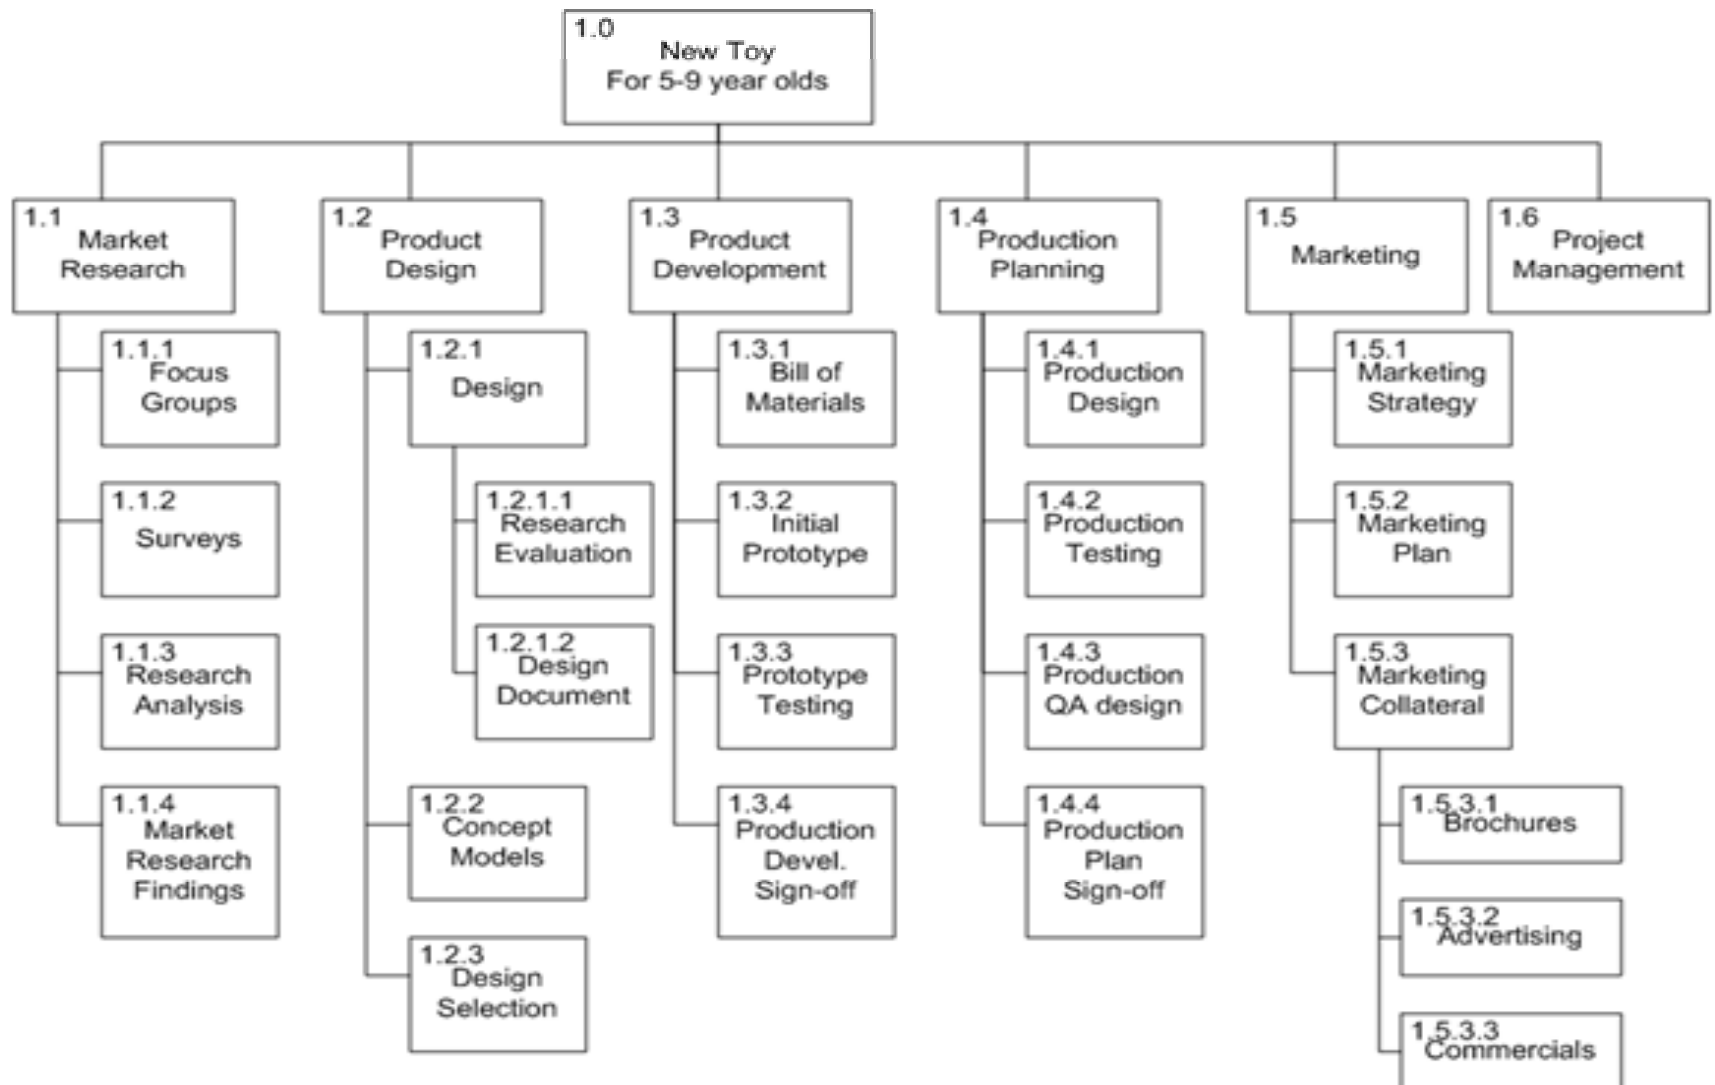 1.0
New Toy
For 5-9 year olds
1.1
Market
Research
1.2
Product
Design
1.3
Product
Development
1.4
Production
Planning
1.5
Marketing
1.6
Project
Management
1.1.1
Focus
Groups
1.1.2
Surveys
1.1.3
Research
Analysis
1.1.4
Market
Research
Findings
1.2.1
Design
1.2.1.1
Research
Evaluation
1.2.1.2
Design
Document
1.2.2
Concept
Models
1.2.3
Design
Selection
1.3.1
Bill of
Materials
1.3.2
Initial
Prototype
1.3.3
Prototype
Testing
1.3.4
Production
Devel.
Sign-off
1.4.1
Production
Design
1.4.2
Production
Testing
1.4.3
Production
QA design
1.4.4
Production
Plan
Sign-off
1.5.1
Marketing
Strategy
1.5.2
Marketing
Plan
1.5.3
Marketing
Collateral
1.5.3.1
Brochures
1.5.3.2
Advertising
1.5.3.3
Commercials